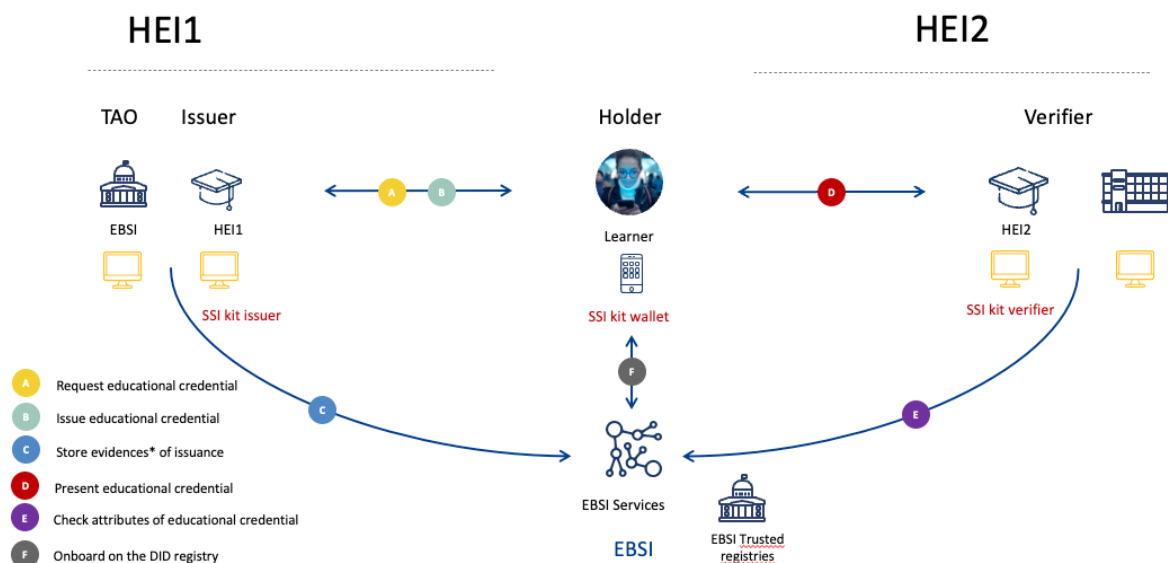 HEI1
HEI2
TAO
Issuer
Holder
Verifier
A
B
D
EBSI
HEI1
Learner
HEI2
SSI kit issuer
SSI kit wallet
SSI kit verifier
F
A Request educational credential
B Issue educational credential
C
E
C Store evidences* of issuance
D Present educational credential
E Check attributes of educational credential
F Onboard on the DID registry
EBSI Services
EBSI
EBSI Trusted
registries